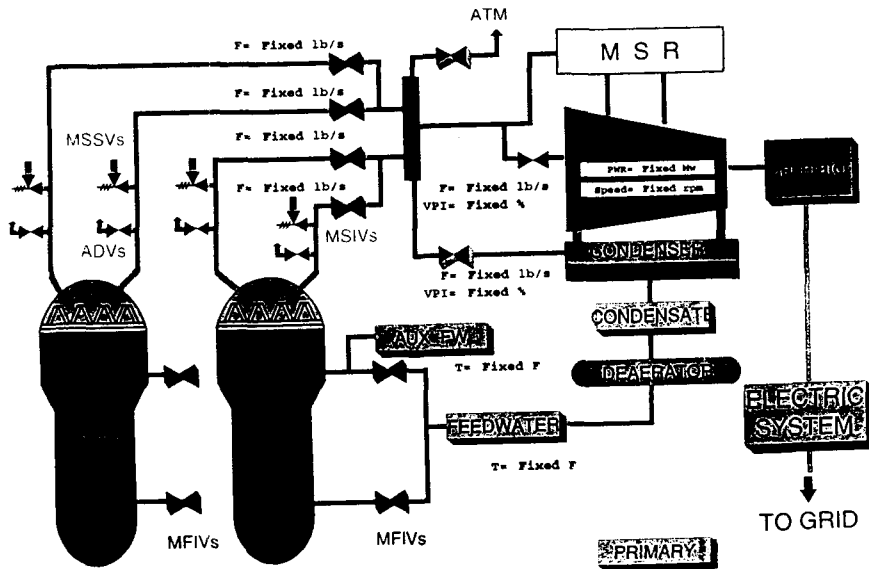 ATM
F= Fixed lb/s
M S R
F= Fixed lb/s
F= Fixed lb/s
MSSVs
PWR= Fixed Mw
F= Fixed lb/s
F= Fixed lb/s
Speed= Fixed rpm
VPI= Fixed %
MSIVs
ADVs
CONDENSER
F= Fixed lb/s
VPI= Fixed %
CONDENSATE
AUX FW
T= Fixed F
DEAERATOR
ELECTRIC
SYSTEM
FEEDWATER
T= Fixed F
TO GRID
MFIVs
MFIVs
PRIMARY